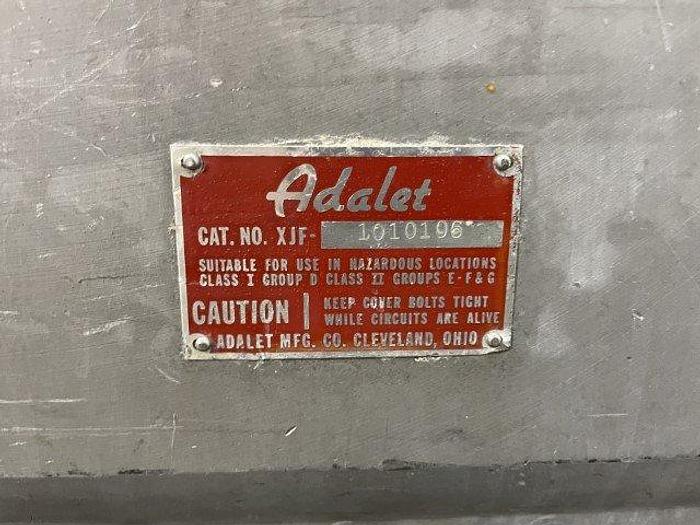 Adalet
CAT. NO. XJF- 1010196
SUITABLE FOR USE IN HAZARDOUS LOCATIONS
CLASS I GROUP D CLASS II GROUPS E-F&G
CAUTION
KEEP COVER BOLTS TIGHT
WHILE CIRCUITS ARE ALIVE
ADALET MFG. CO. CLEVELAND, OHIO